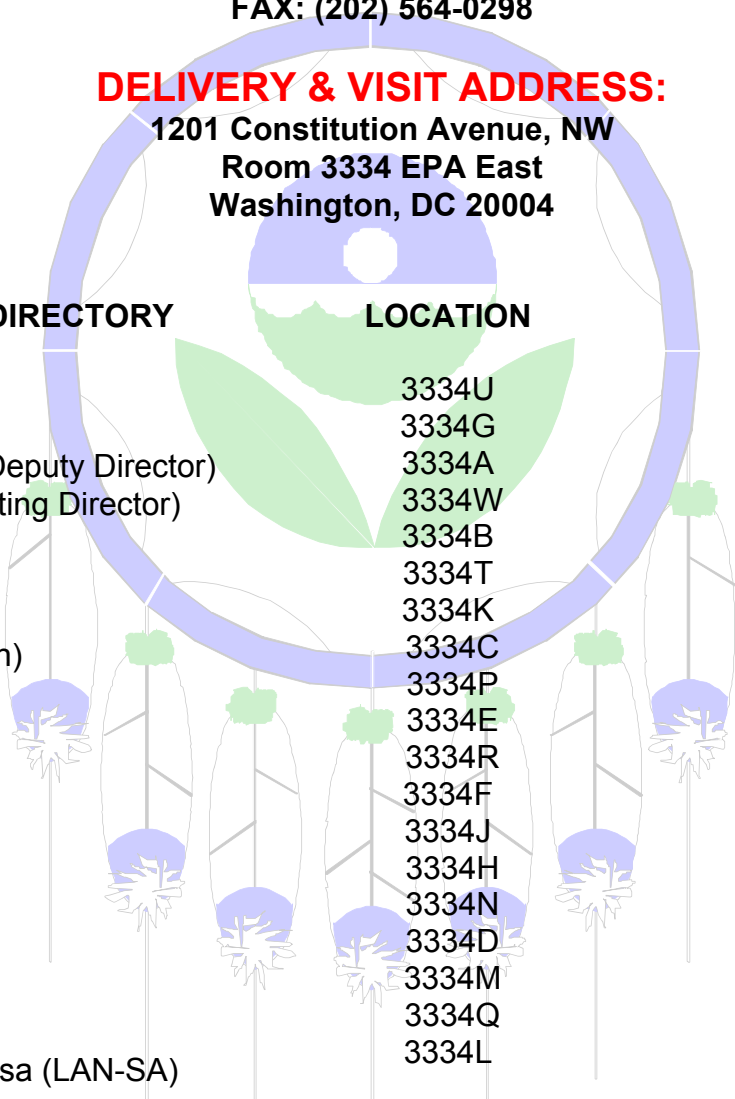 FAX: (202) 564-0298
DELIVERY & VISIT ADDRESS:
1201 Constitution Avenue, NW
Room 3334 EPA East
Washington, DC 20004
DIRECTORY LOCATION
3334U
3334G
Deputy Director) 3334A
ting Director) 3334W
3334B
3334T
3334K
n) 3334C
3334P
3334E
3334R
3334F
3334J
3334H
3334N
3334D
3334M
3334Q
3334L
sa (LAN-SA)